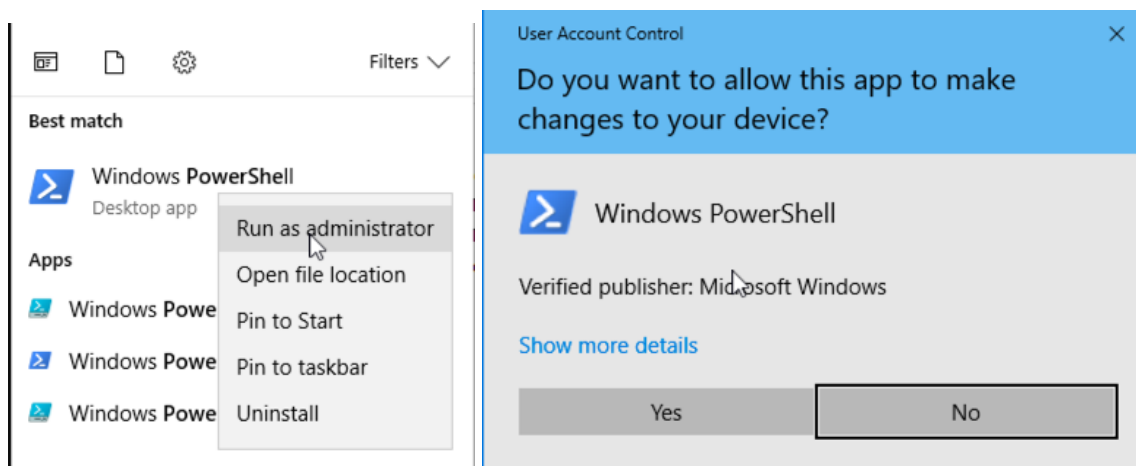 Filters
Best match
Windows PowerShell
Desktop app
Run as administrator
Open file location
Pin to Start
Pin to taskbar
Uninstall
Apps
Windows Powe
Windows Powe
Windows Powe
User Account Control
Do you want to allow this app to make
changes to your device?
Windows PowerShell
Verified publisher: Microsoft Windows
Show more details
Yes
No